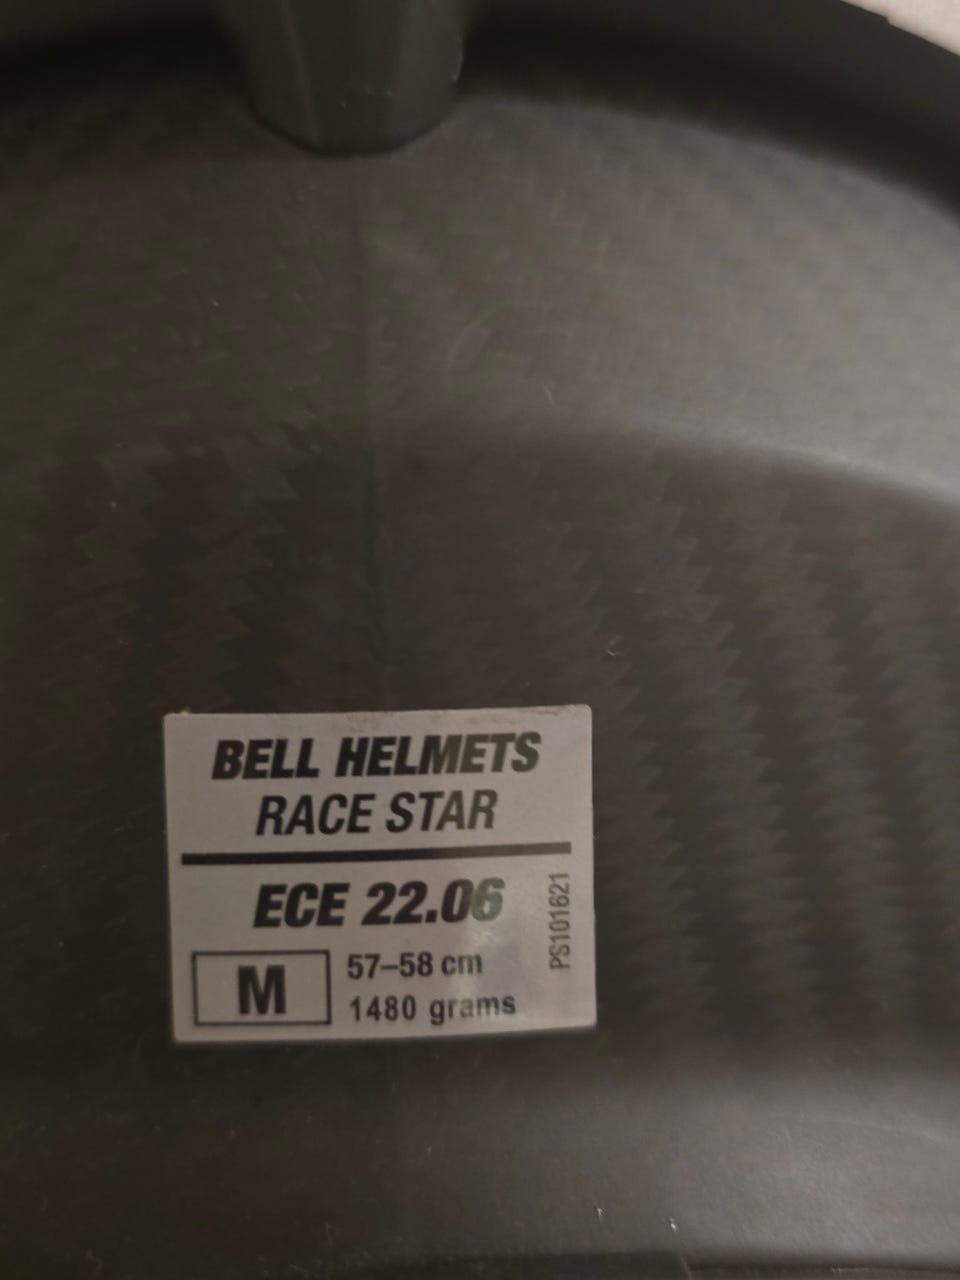 BELL HELMETS
RACE STAR
ECE 22.06
M
57–58 cm
1480 grams
PS101621